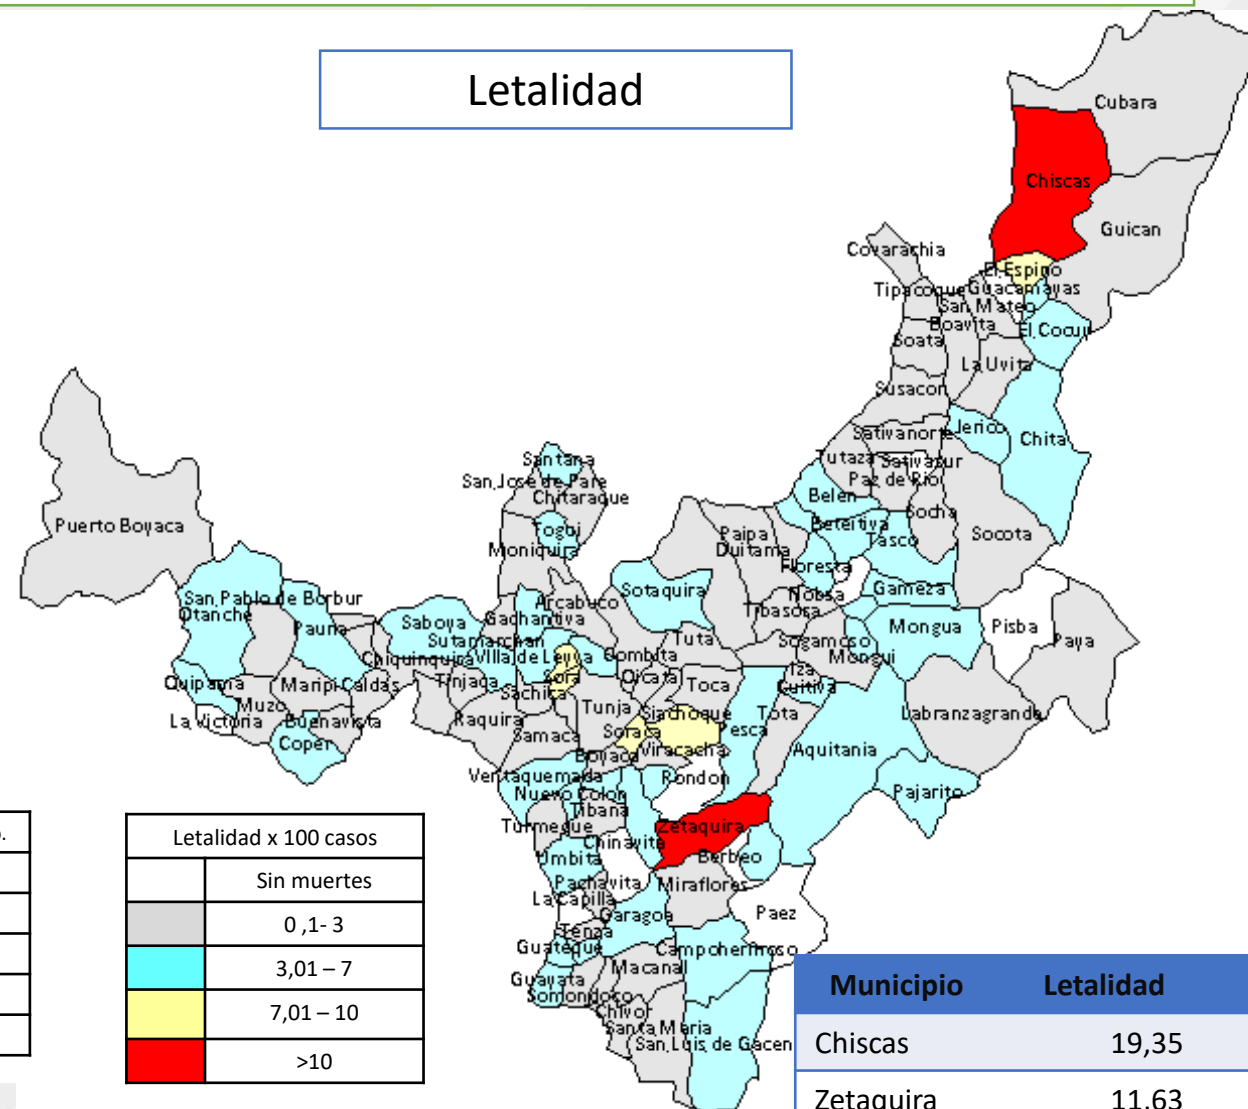 Letalidad
Cubara
Chiscas
Guican
Covarachia
El Espino
Tipacoque
Guacamayas
San Mateo
Boavita
El Cocuy
Soata
La Uvita
Susacon
Sativanorte
Jerico
Chita
Tutaza
Sativasur
Paz de Rio
Santana
San Jose de Pare
Chitaraque
Belen
Socha
Puerto Boyaca
Togui
Beteitiva
Paipa
Tasco
Socota
Moniquira
Duitama
Floresta
San Pablo de Borbur
Arcabuco
Sotaquira
Nobsa
Gameza
Otanche
Gachantiva
Tibasosa
Pauna
Saboya
Mongua
Pisba
Paya
Sutamarchan
Tuta
Sogamoso
Chiquinquira
Villa de Leyva
Combita
Mongui
Quipama
Maripi
Caldas
Tinjaca
Sora
Oicata
Toca
Iza
Cuitiva
Sachica
Muzo
Tunja
Siachoque
Tota
Labranzagrande
La Victoria
Buenavista
Raquira
Samaca
Soraca
Pesca
Coper
Boyaca
Viracacha
Aquitania
Ventaquemada
Rondon
Nuevo Colon
Pajarito
Tibana
Turmeque
Zetaquira
Chinavita
Umbita
Berbeo
Pachavita
Miraflores
La Capilla
Garagoa
Paez
Tenza
Guateque
Campohermoso
Macanal
Guayata
Somondoco
Chivor
Santa Maria
San Luis de Gacen
Letalidad x 100 casos
Sin muertes
0 ,1- 3
3,01 – 7
7,01 – 10
>10
Municipio Letalidad
Chiscas 19,35
Zetaquira 11,63